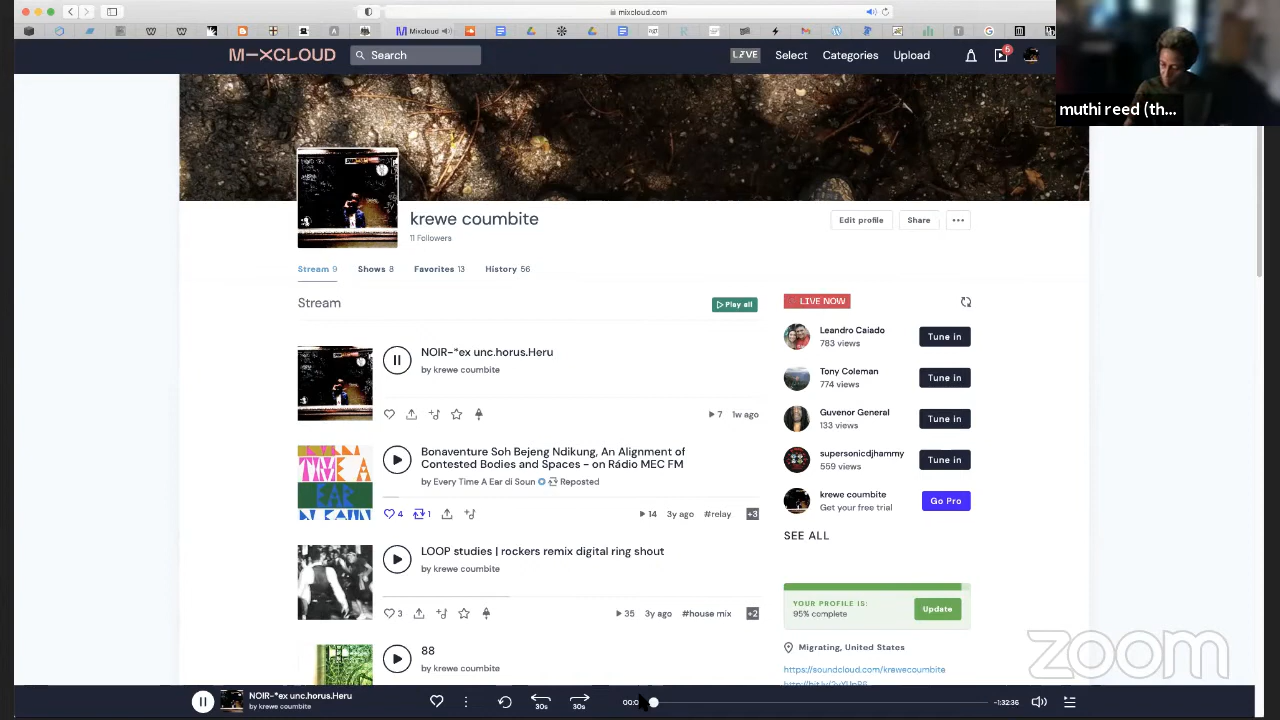 mixcloud.com
Mixcloud
M-XCLOUD
Search
LIVE
Select
Categories
Upload
5
muthi reed (th...
krewe coumbite
11 Followers
Edit profile
Share
Stream 9
Shows 8
Favorites 13
History 56
Stream
Play all
NOIR-*ex unc.horus.Heru
by krewe coumbite
7
1w ago
Bonaventure Soh Bejeng Ndikung, An Alignment of
Contested Bodies and Spaces - on Rádio MEC FM
by Every Time A Ear di Soun
Reposted
4
1
14
3y ago
#relay
+3
LOOP studies | rockers remix digital ring shout
by krewe coumbite
3
35
3y ago
#house mix
+2
88
by krewe coumbite
LIVE NOW
Leandro Caiado
783 views
Tune in
Tony Coleman
774 views
Tune in
Guvenor General
133 views
Tune in
supersonicdjhammy
559 views
Tune in
krewe coumbite
Get your free trial
Go Pro
SEE ALL
YOUR PROFILE IS:
95% complete
Update
Migrating, United States
https://soundcloud.com/krewecoumbite
zoom
NOIR-*ex unc.horus.Heru
by krewe coumbite
30s
30s
-1:32:36